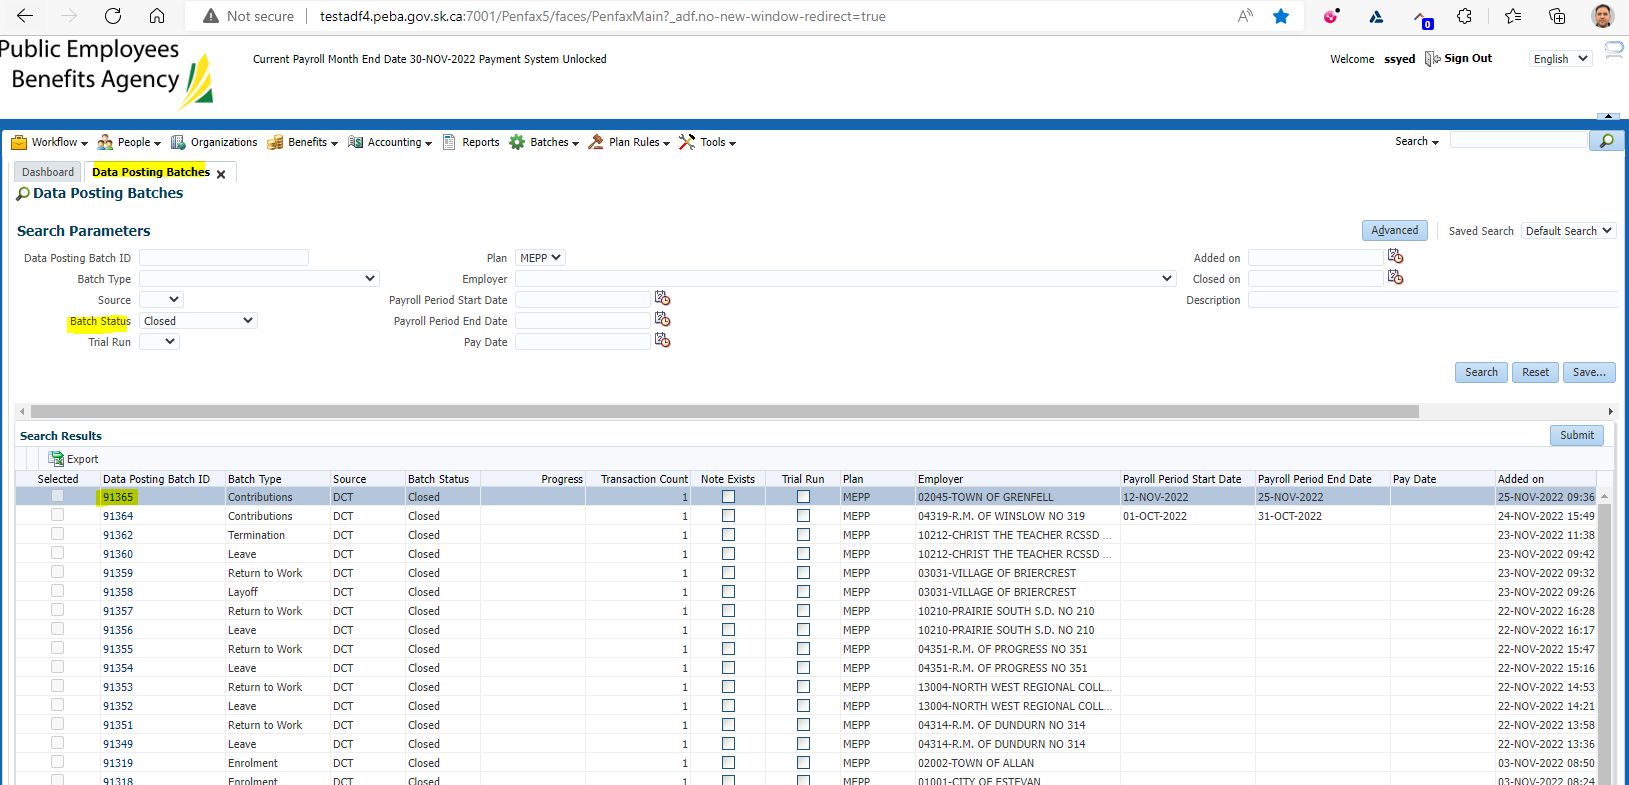 Not secure testadf4.peba.gov.sk.ca:7001/Penfax5/faces/PenfaxMain?_adf.no-new-window-redirect=true
0
Public Employees
Benefits Agency
Current Payroll Month End Date 30-NOV-2022 Payment System Unlocked
Welcome ssyed Sign Out English
Workflow People Organizations Benefits Accounting Reports Batches Plan Rules Tools Search
Dashboard Data Posting Batches
Data Posting Batches
Search Parameters Advanced Saved Search Default Search
Data Posting Batch ID Plan MEPP Added on
Batch Type Employer Closed on
Source Payroll Period Start Date Description
Batch Status Closed Payroll Period End Date
Trial Run Pay Date
Search Reset Save...
Search Results Submit
Export
Selected Data Posting Batch ID Batch Type Source Batch Status Progress Transaction Count Note Exists Trial Run Plan Employer Payroll Period Start Date Payroll Period End Date Pay Date Added on
91365 Contributions DCT Closed 1 MEPP 02045-TOWN OF GRENFELL 12-NOV-2022 25-NOV-2022 25-NOV-2022 09:36
91364 Contributions DCT Closed 1 MEPP 04319-R.M. OF WINSLOW NO 319 01-OCT-2022 31-OCT-2022 24-NOV-2022 15:49
91362 Termination DCT Closed 1 MEPP 10212-CHRIST THE TEACHER RCSSD ... 23-NOV-2022 11:38
91360 Leave DCT Closed 1 MEPP 10212-CHRIST THE TEACHER RCSSD ... 23-NOV-2022 09:42
91359 Return to Work DCT Closed 1 MEPP 03031-VILLAGE OF BRIERCREST 23-NOV-2022 09:32
91358 Layoff DCT Closed 1 MEPP 03031-VILLAGE OF BRIERCREST 23-NOV-2022 09:26
91357 Return to Work DCT Closed 1 MEPP 10210-PRAIRIE SOUTH S.D. NO 210 22-NOV-2022 16:28
91356 Leave DCT Closed 1 MEPP 10210-PRAIRIE SOUTH S.D. NO 210 22-NOV-2022 16:17
91355 Return to Work DCT Closed 1 MEPP 04351-R.M. OF PROGRESS NO 351 22-NOV-2022 15:47
91354 Leave DCT Closed 1 MEPP 04351-R.M. OF PROGRESS NO 351 22-NOV-2022 15:16
91353 Return to Work DCT Closed 1 MEPP 13004-NORTH WEST REGIONAL COLL... 22-NOV-2022 14:53
91352 Leave DCT Closed 1 MEPP 13004-NORTH WEST REGIONAL COLL... 22-NOV-2022 14:21
91351 Return to Work DCT Closed 1 MEPP 04314-R.M. OF DUNDURN NO 314 22-NOV-2022 13:58
91349 Leave DCT Closed 1 MEPP 04314-R.M. OF DUNDURN NO 314 22-NOV-2022 13:36
91319 Enrolment DCT Closed 1 MEPP 02002-TOWN OF ALLAN 03-NOV-2022 08:50
91318 Enrolment DCT Closed 1 MEPP 01001-CITY OF ESTEVAN 03-NOV-2022 08:24